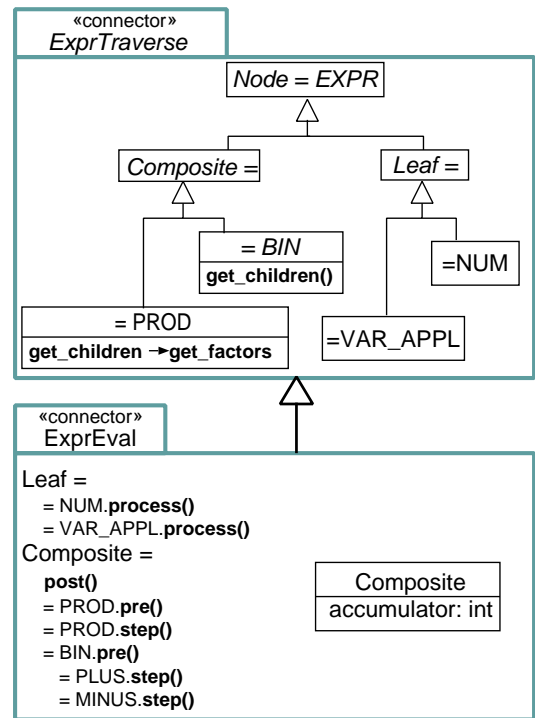 «connector»
ExprTraverse
Node = EXPR
Composite =
Leaf =
= BIN
get_children()
=NUM
= PROD
get_children →get_factors
=VAR_APPL
«connector»
ExprEval
Leaf =
= NUM.process()
= VAR_APPL.process()
Composite =
post()
= PROD.pre()
= PROD.step()
= BIN.pre()
= PLUS.step()
= MINUS.step()
Composite
accumulator: int